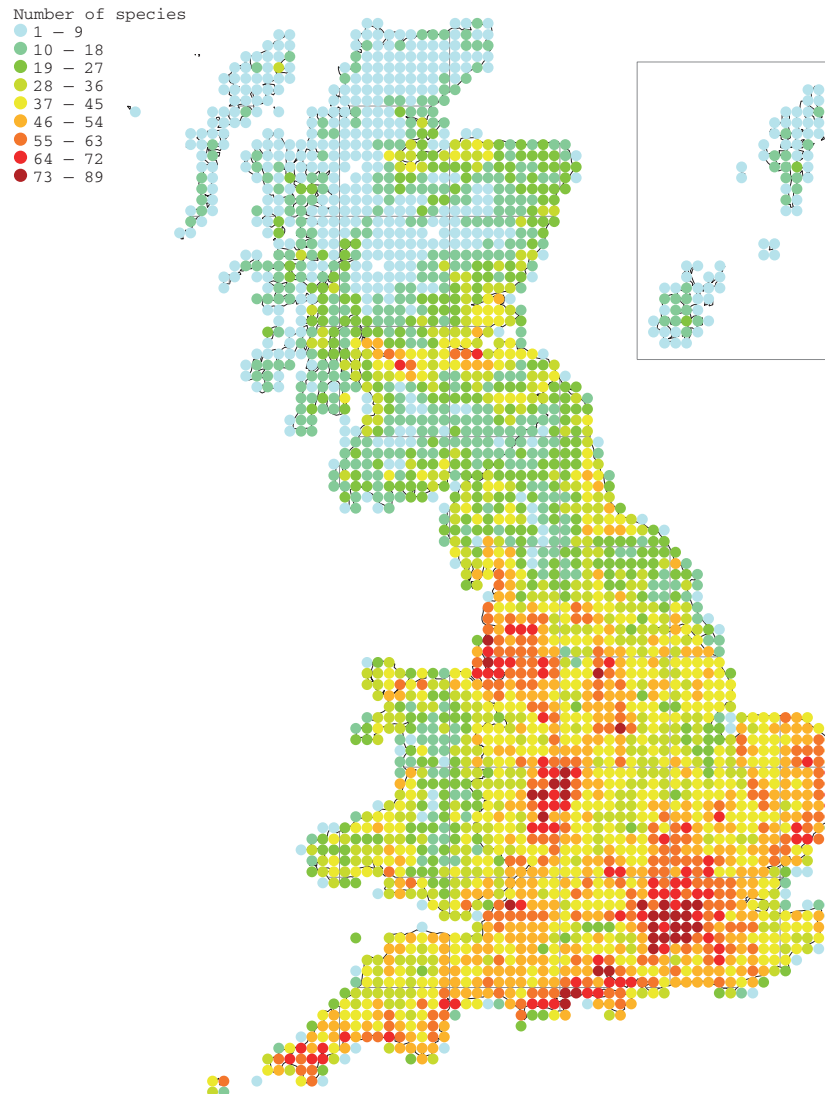 Number of species
1 – 9
10 – 18
19 – 27
28 – 36
37 – 45
46 – 54
55 – 63
64 – 72
73 – 89